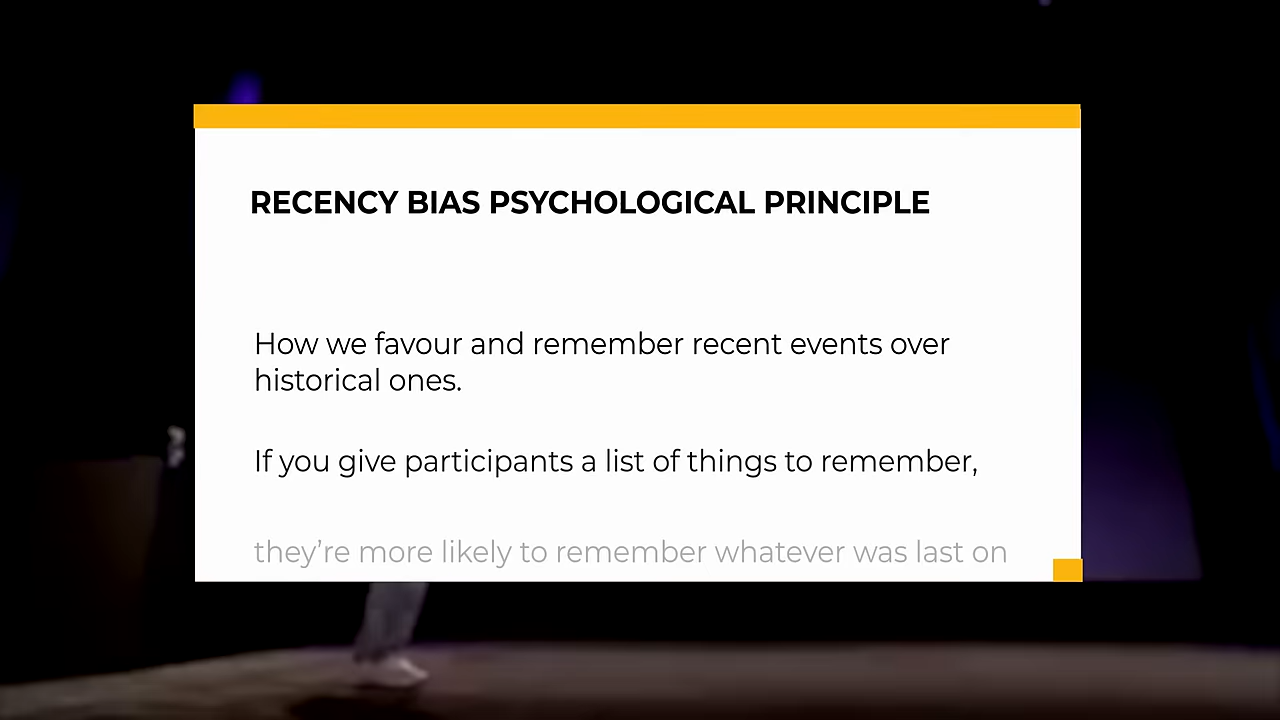 RECENCY BIAS PSYCHOLOGICAL PRINCIPLE
How we favour and remember recent events over
historical ones.
If you give participants a list of things to remember,
they’re more likely to remember whatever was last on